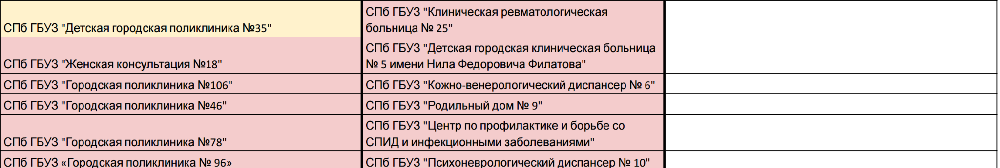 СПб ГБУЗ "Детская городская поликлиника №35"
СПб ГБУЗ "Клиническая ревматологическая
больница № 25"
СПб ГБУЗ "Женская консультация №18"
СПб ГБУЗ "Детская городская клиническая больница
№ 5 имени Нила Федоровича Филатова"
СПб ГБУЗ "Городская поликлиника №106"
СПб ГБУЗ "Кожно-венерологический диспансер № 6"
СПб ГБУЗ "Городская поликлиника №46"
СПб ГБУЗ "Родильный дом № 9"
СПб ГБУЗ "Городская поликлиника №78"
СПб ГБУЗ "Центр по профилактике и борьбе со
СПИД и инфекционными заболеваниями"
СПб ГБУЗ «Городская поликлиника № 96»
СПб ГБУЗ "Психоневрологический диспансер № 10"